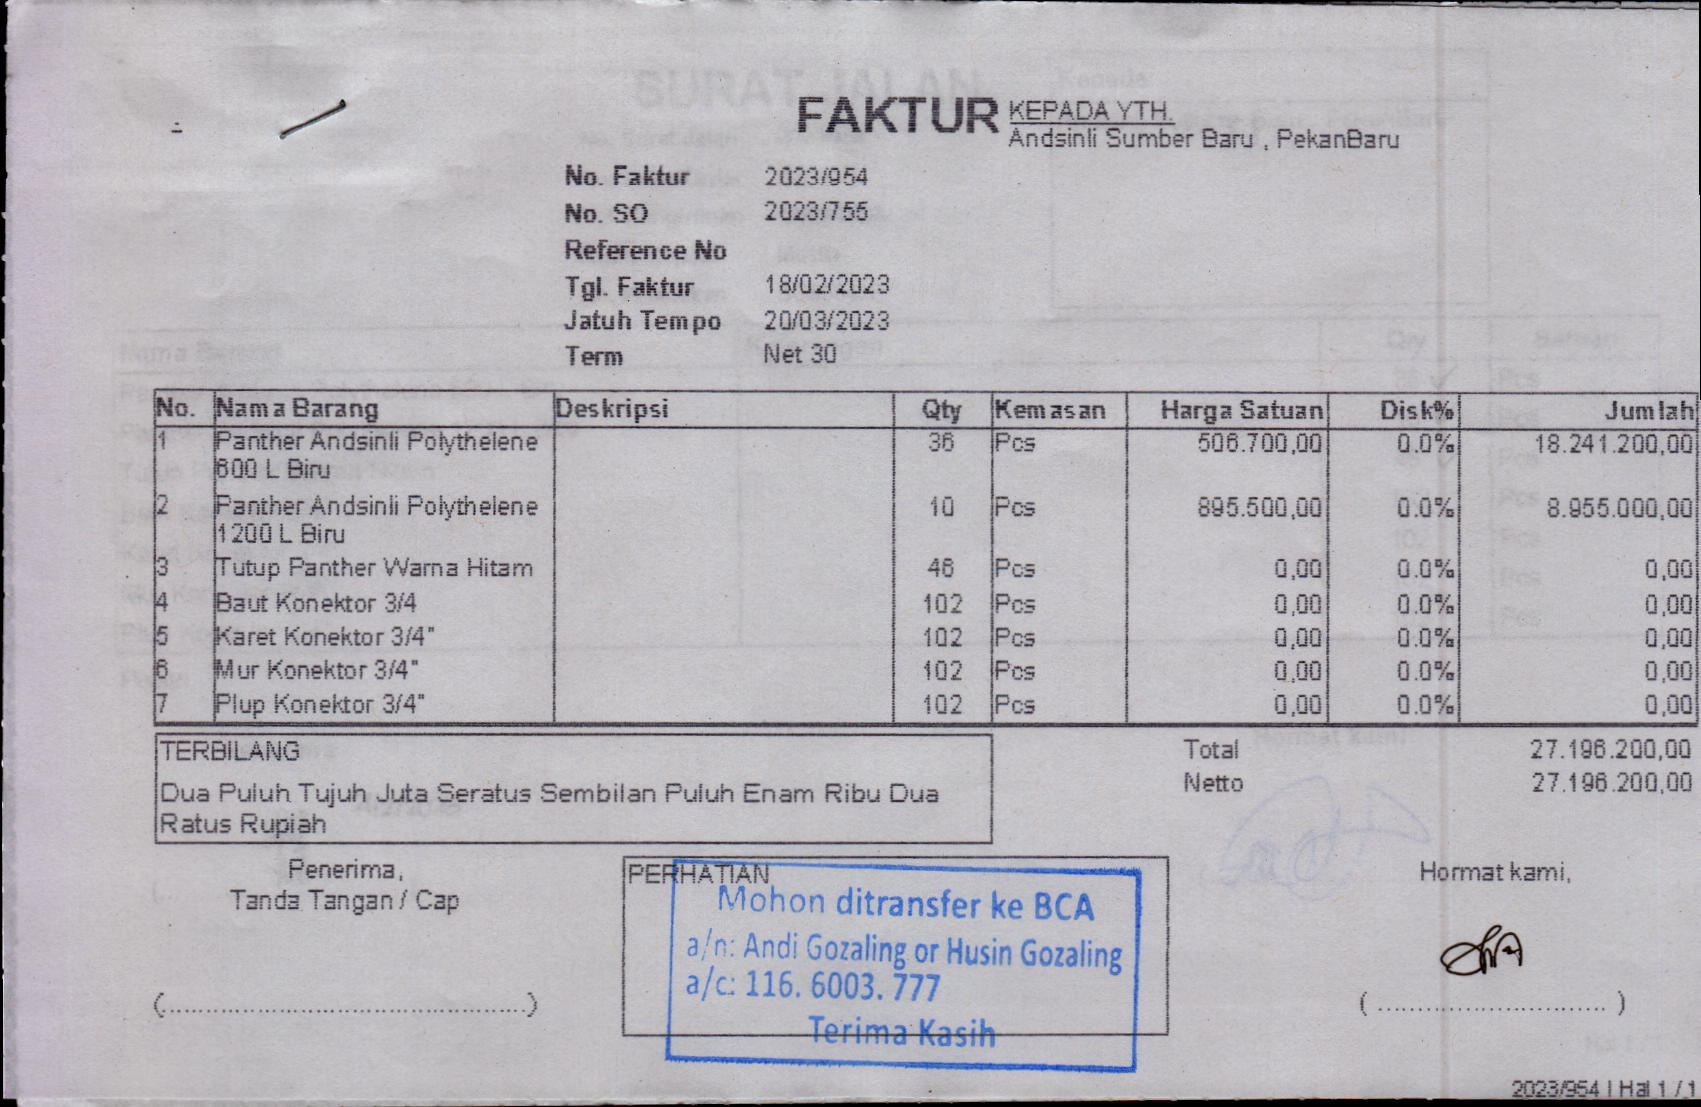 FAKTUR
KEPADA YTH.
Andsinli Sumber Baru , PekanBaru
No. Faktur 2023/954
No. SO 2023/755
Reference No
Tgl. Faktur 18/02/2023
Jatuh Tempo 20/03/2023
Term Net 30
No. Nama Barang Deskripsi Qty Kemasan Harga Satuan Disk% Jumlah
1 Panther Andsinli Polythelene 36 Pcs 506.700,00 0.0% 18.241.200,00
600 L Biru
2 Panther Andsinli Polythelene 10 Pcs 895.500,00 0.0% 8.955.000,00
1200 L Biru
3 Tutup Panther Warna Hitam 46 Pcs 0,00 0.0% 0,00
4 Baut Konektor 3/4 102 Pcs 0,00 0.0% 0,00
5 Karet Konektor 3/4" 102 Pcs 0,00 0.0% 0,00
6 Mur Konektor 3/4" 102 Pcs 0,00 0.0% 0,00
7 Plup Konektor 3/4" 102 Pcs 0,00 0.0% 0,00
TERBILANG
Dua Puluh Tujuh Juta Seratus Sembilan Puluh Enam Ribu Dua
Ratus Rupiah
Total 27.196.200,00
Netto 27.196.200,00
Penerima,
Tanda Tangan / Cap
(..................................................)
PERHATIAN
Mohon ditransfer ke BCA
a/n: Andi Gozaling or Husin Gozaling
a/c: 116. 6003. 777
Terima Kasih
Hormat kami,
( ............................. )
2023/954 | Hal 1 / 1